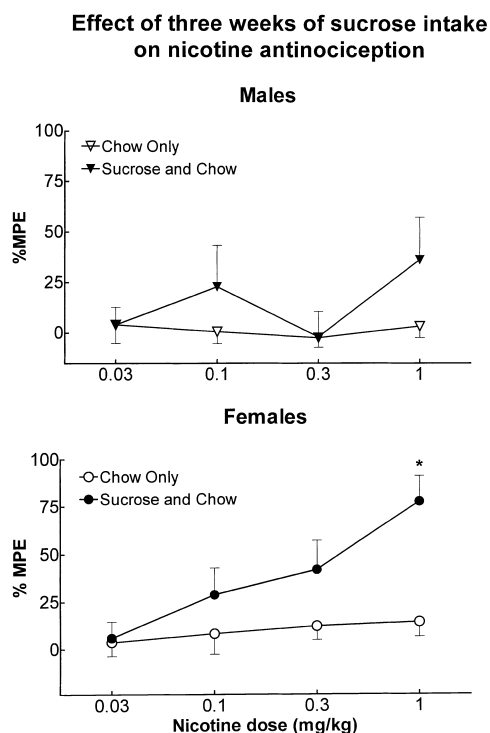 Effect of three weeks of sucrose intake
on nicotine antinociception
Males
100
75
50
25
0
%MPE
Chow Only
Sucrose and Chow
0.03 0.1 0.3 1
Females
100
75
50
25
0
% MPE
Chow Only
Sucrose and Chow
*
0.03 0.1 0.3 1
Nicotine dose (mg/kg)